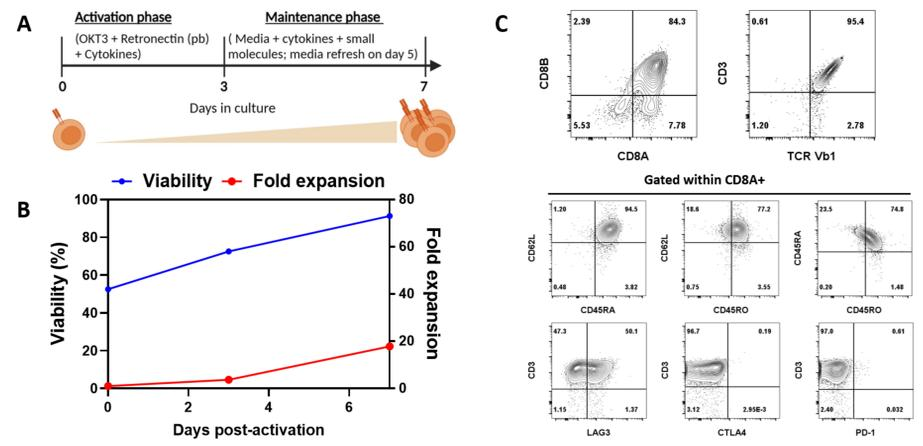 A
Activation phase
Maintenance phase
(OKT3 + Retronectin (pb)
+ Cytokines)
( Media + cytokines + small
molecules; media refresh on day 5)
0
3
7
Days in culture
B
Viability
Fold expansion
Viability (%)
100
80
60
40
20
0
0
2
4
6
Days post-activation
80
60
40
20
0
Fold expansion
C
2.39
84.3
CD8B
5.53
7.78
CD8A
0.61
95.4
CD3
1.20
2.78
TCR Vb1
Gated within CD8A+
1.20
94.5
CD62L
0.48
3.82
CD45RA
18.6
77.2
CD62L
0.75
3.55
CD45RO
23.5
74.8
CD45RA
0.20
1.48
CD45RO
47.3
50.1
CD3
1.15
1.37
LAG3
96.7
0.19
CD3
3.12
2.95E-3
CTLA4
97.0
0.61
CD3
2.40
0.032
PD-1